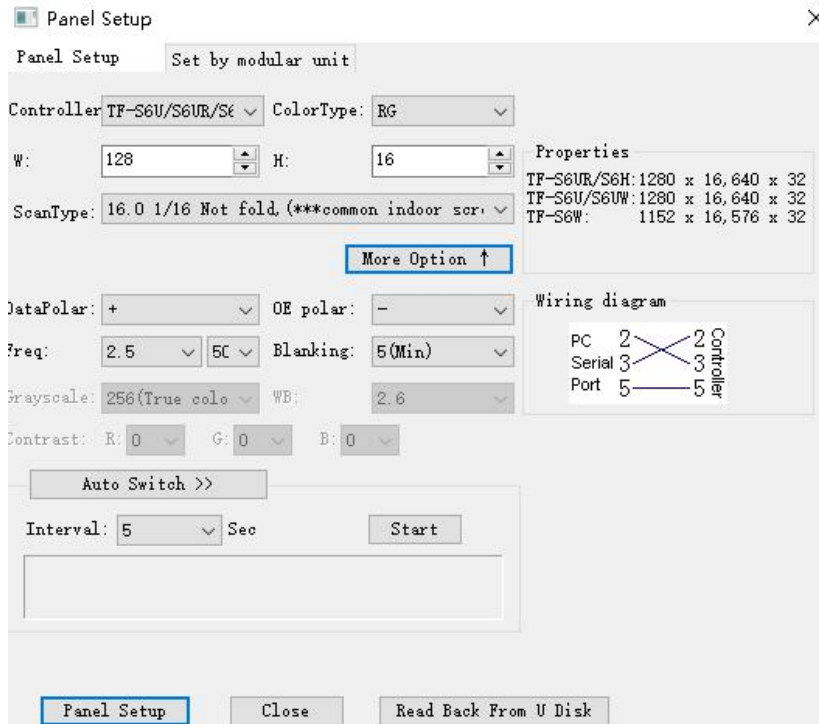 Panel Setup
Panel Setup
Set by modular unit
Controller TF-S6U/S6UR/S6 ColorType: RG
W: 128 H: 16
ScanType: 16.0 1/16 Not fold,(***common indoor scr
More Option ↑
Properties
TF-S6UR/S6H:1280 x 16,640 x 32
TF-S6U/S6UW:1280 x 16,640 x 32
TF-S6W: 1152 x 16,576 x 32
DataPolar: + OE polar: −
Freq: 2.5 Blanking: 5(Min)
Grayscale: 256(True colo WB: 2.6
Contrast: R: 0 G: 0 B: 0
Wiring diagram
PC 2 2
Serial 3 3
Port 5 5
Controller
Auto Switch >>
Interval: 5 Sec Start
Panel Setup Close Read Back From U Disk